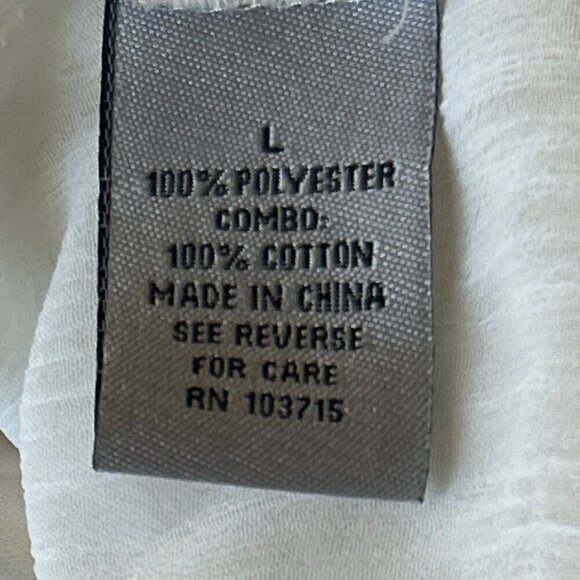 L
100% POLYESTER
COMBO:
100% COTTON
MADE IN CHINA
SEE REVERSE
FOR CARE
RN 103715